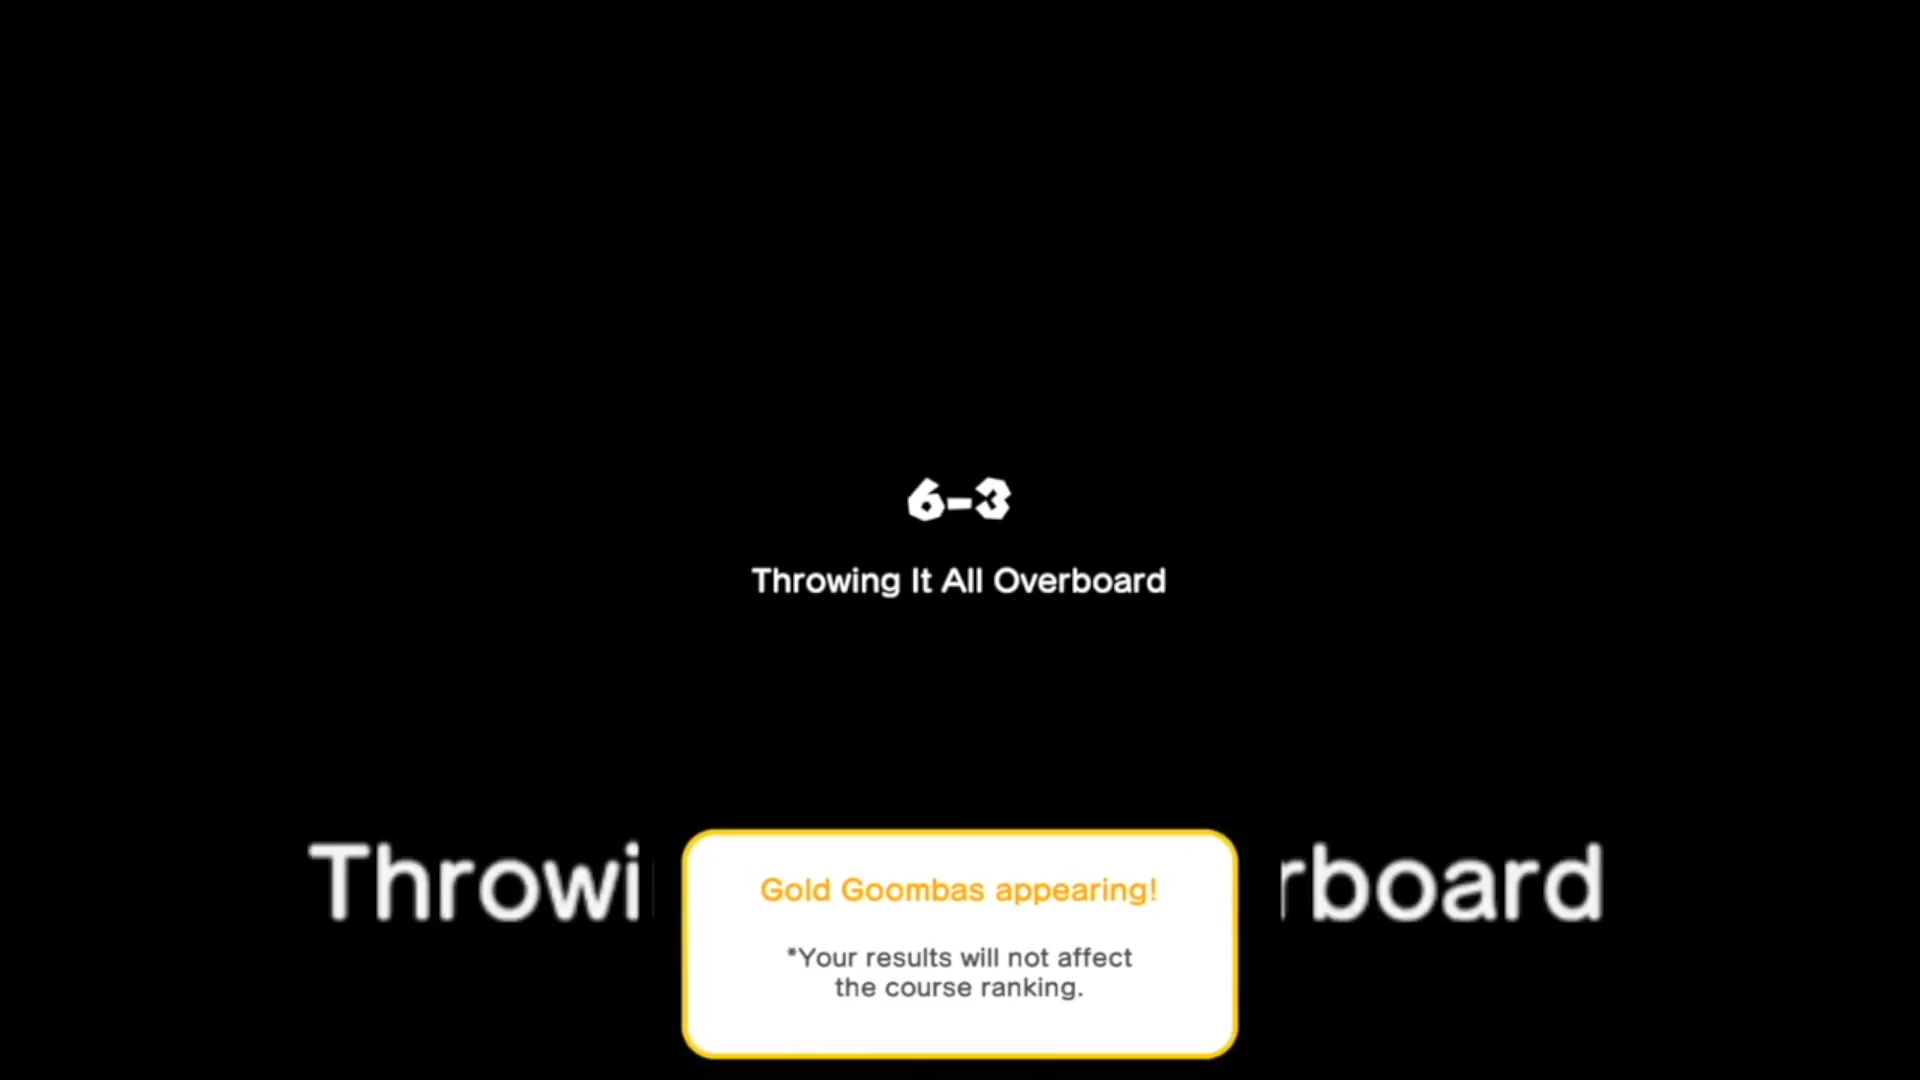 6-3
Throwing It All Overboard
Throwi rboard
Gold Goombas appearing!
*Your results will not affect
the course ranking.